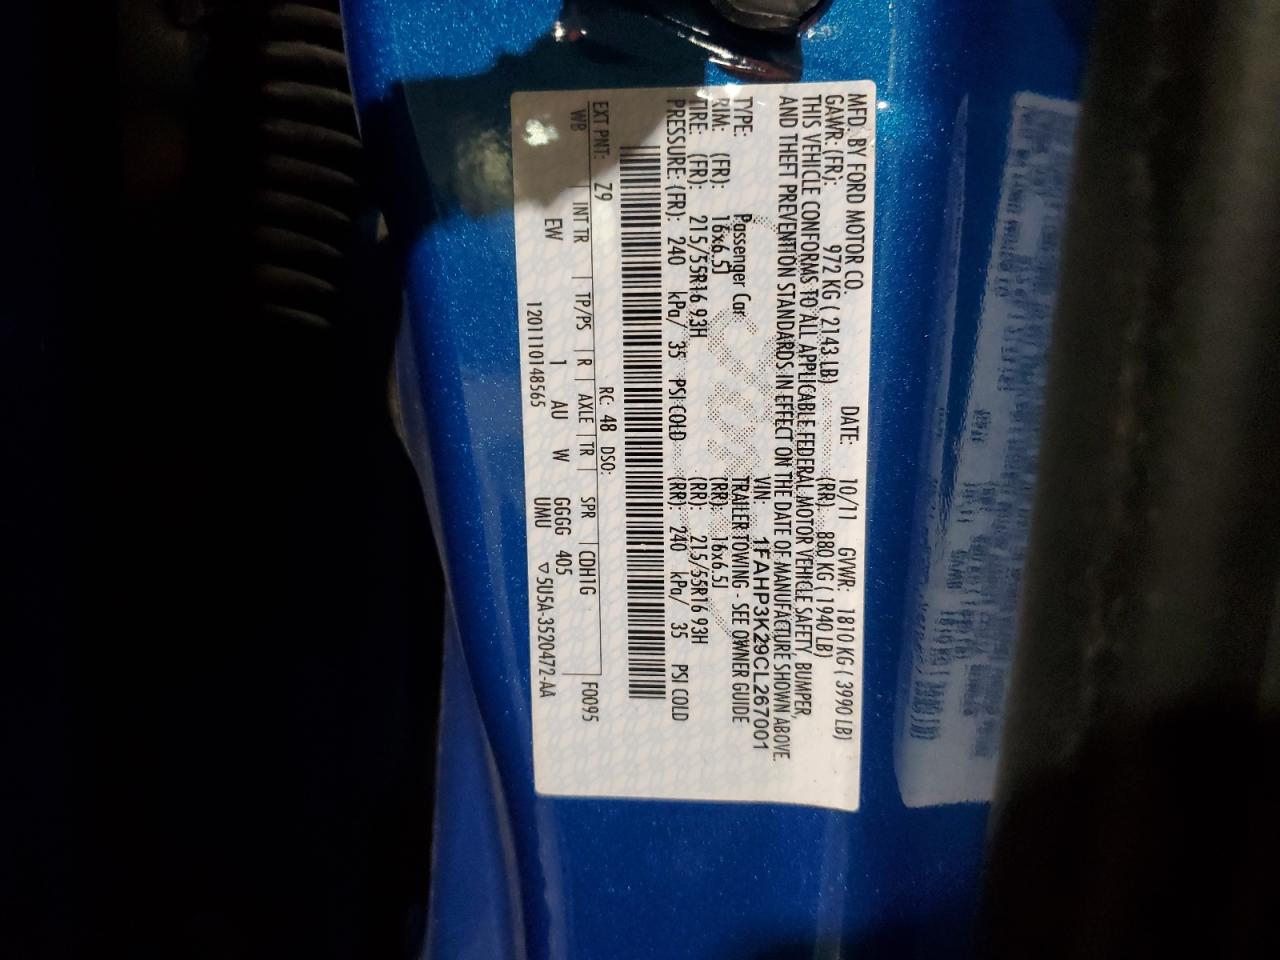 MFD. BY FORD MOTOR CO. DATE: 10/11 GVWR: 1810 KG ( 3990 LB)
GAWR: (FR): 972 KG ( 2143 LB) (RR): 880 KG ( 1940 LB)
THIS VEHICLE CONFORMS TO ALL APPLICABLE FEDERAL MOTOR VEHICLE SAFETY, BUMPER,
AND THEFT PREVENTION STANDARDS IN EFFECT ON THE DATE OF MANUFACTURE SHOWN ABOVE.
VIN: 1FAHP3K29CL267001
TYPE: Passenger Car TRAILER TOWING - SEE OWNER GUIDE
RIM: (FR): 16x6.5J (RR): 16x6.5J
TIRE: (FR): 215/55R16 93H (RR): 215/55R16 93H
PRESSURE: (FR): 240 kPa/ 35 PSI COLD (RR): 240 kPa/ 35 PSI COLD
EXT PNT: Z9 RC: 48 DSO: F0095
WB INT TR TP/PS R AXLE TR SPR CDH1G
EW 1 AU W GGGG 405
1201110148565 UMU ▽5U5A-3520472-AA